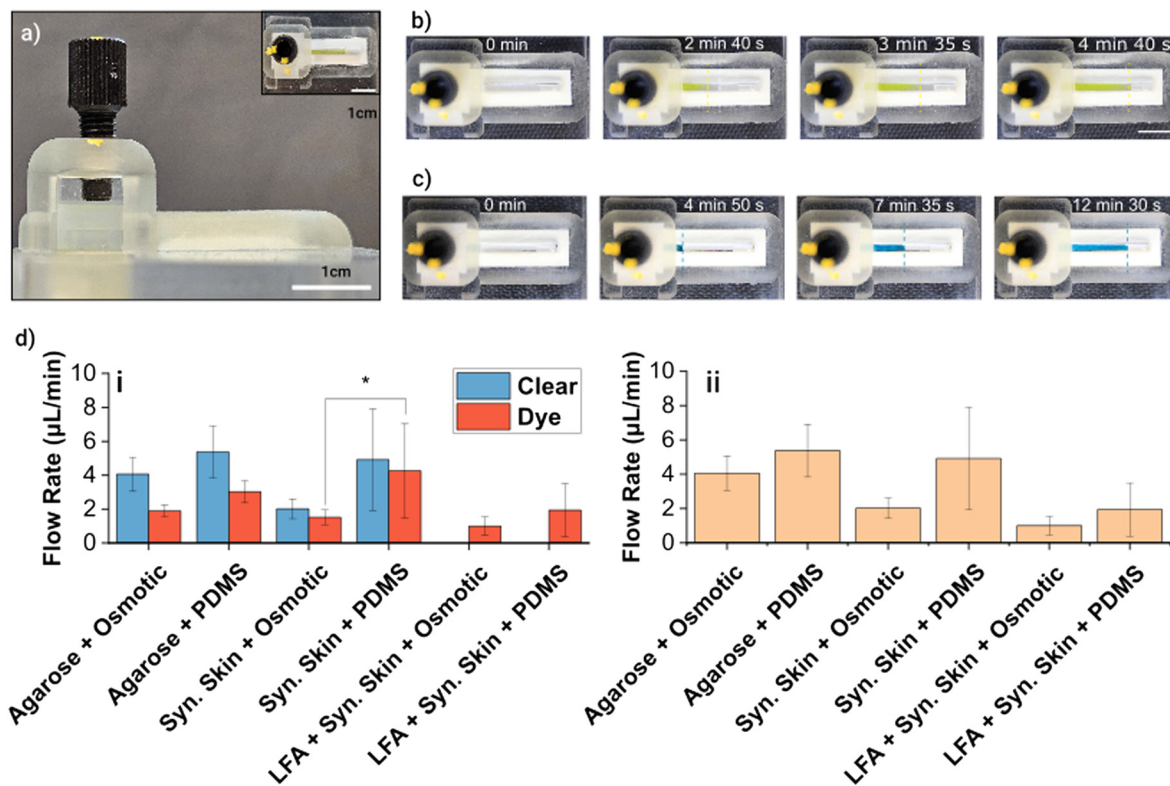 a)
1cm
1cm
b)
0 min
2 min 40 s
3 min 35 s
4 min 40 s
c)
0 min
4 min 50 s
7 min 35 s
12 min 30 s
d)
i
Flow Rate (µL/min)
10
8
6
4
2
0
*
Clear
Dye
Agarose + Osmotic
Agarose + PDMS
Syn. Skin + Osmotic
Syn. Skin + PDMS
LFA + Syn. Skin + Osmotic
LFA + Syn. Skin + PDMS
ii
Flow Rate (µL/min)
10
8
6
4
2
0
Agarose + Osmotic
Agarose + PDMS
Syn. Skin + Osmotic
Syn. Skin + PDMS
LFA + Syn. Skin + Osmotic
LFA + Syn. Skin + PDMS